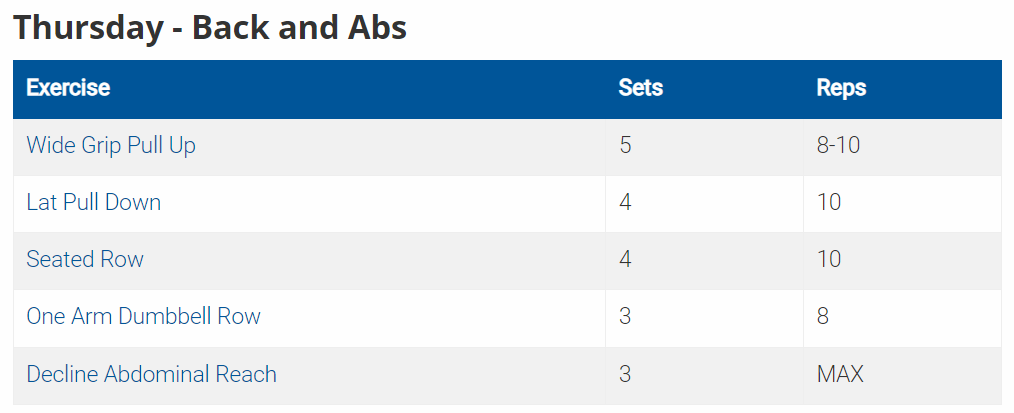 Thursday - Back and Abs
Exercise Sets Reps
Wide Grip Pull Up 5 8-10
Lat Pull Down 4 10
Seated Row 4 10
One Arm Dumbbell Row 3 8
Decline Abdominal Reach 3 MAX